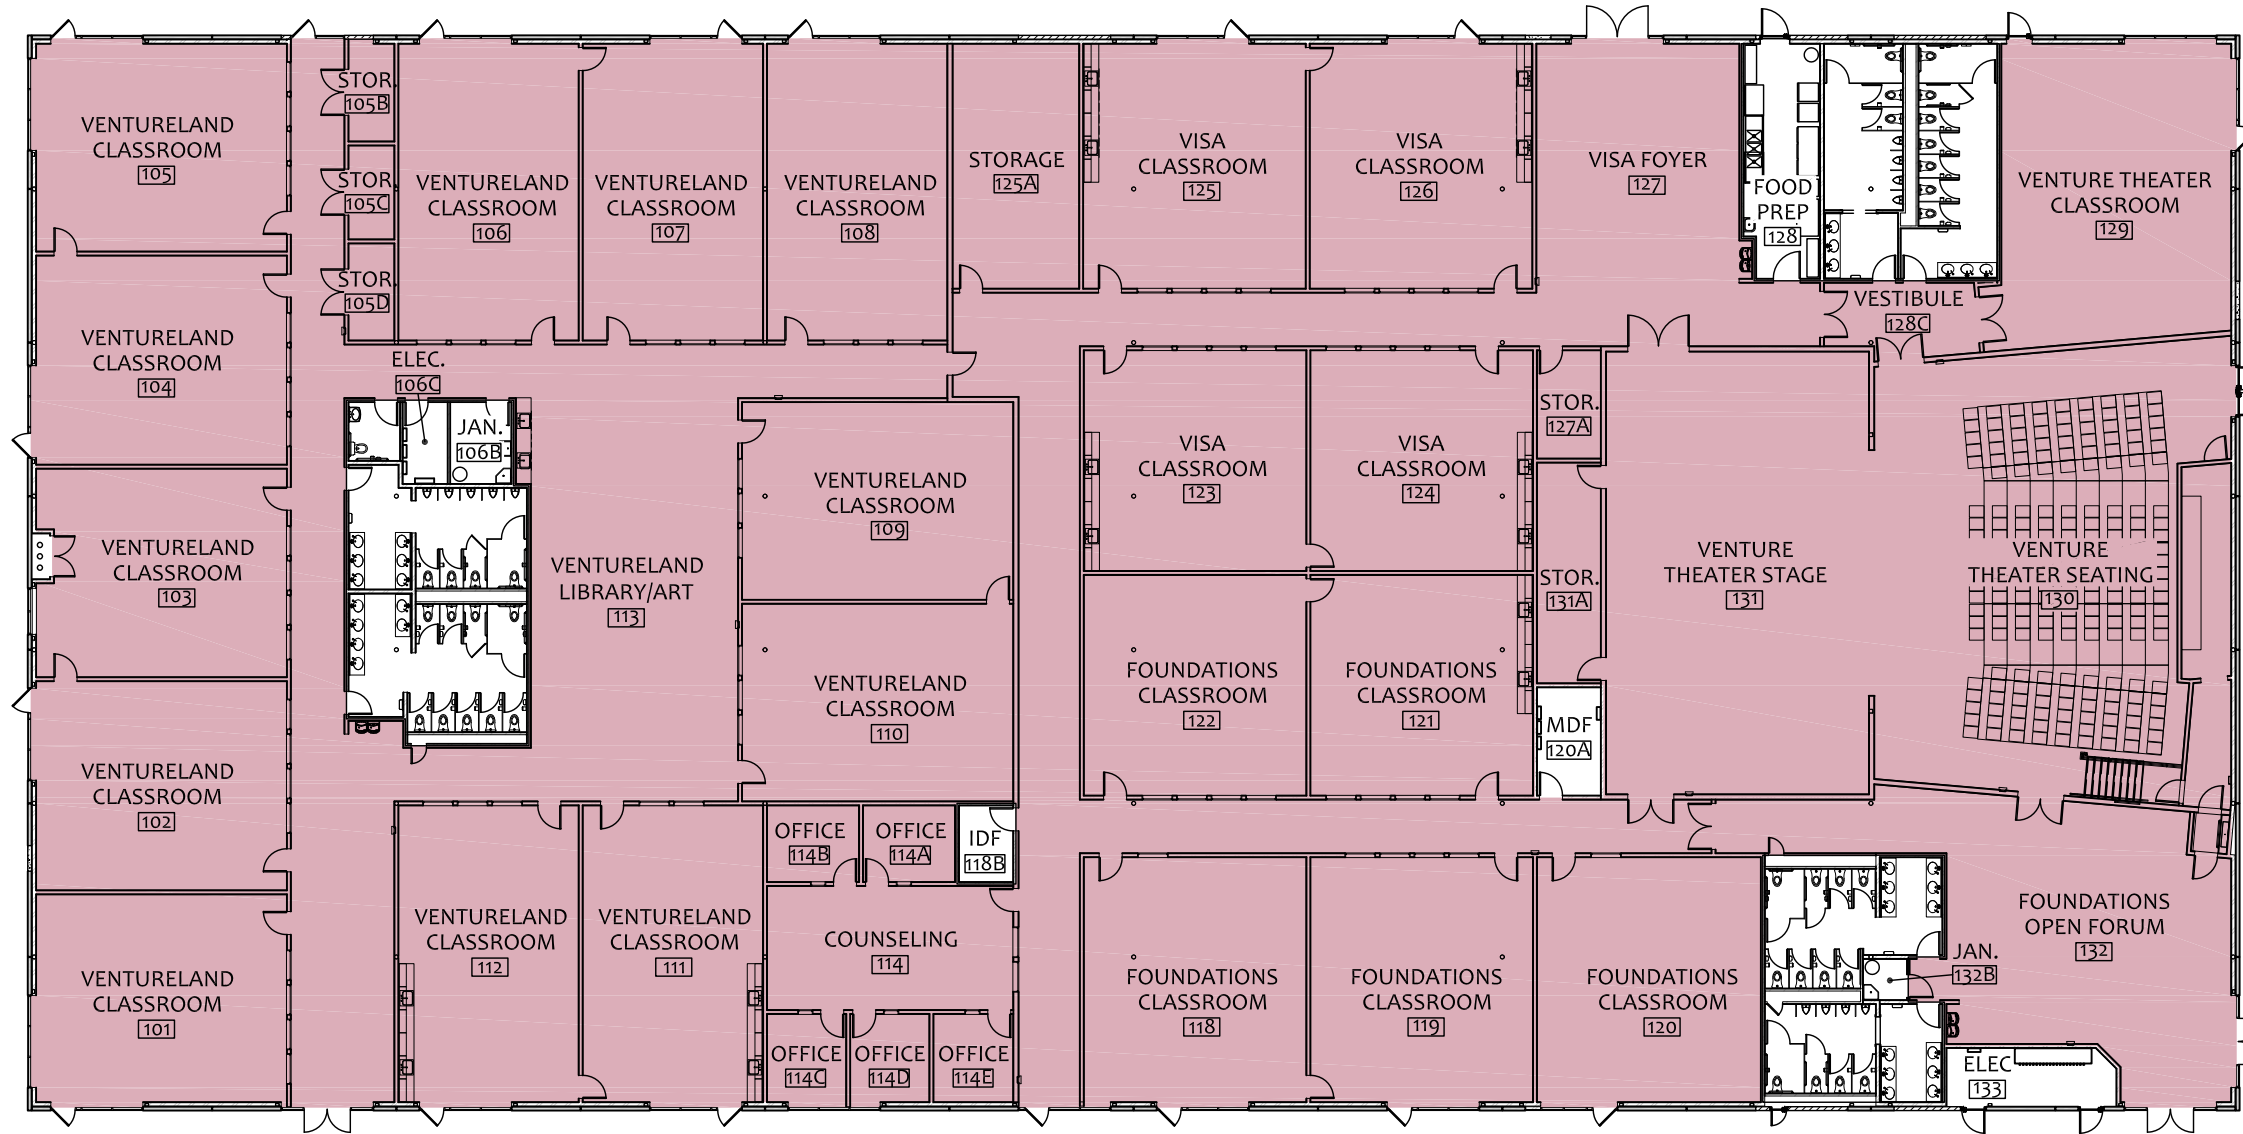 VENTURELAND
CLASSROOM
105
STOR.
105B
STOR.
105C
STOR.
105D
VENTURELAND
CLASSROOM
106
VENTURELAND
CLASSROOM
107
VENTURELAND
CLASSROOM
108
STORAGE
125A
VISA
CLASSROOM
125
VISA
CLASSROOM
126
VISA FOYER
127
FOOD
PREP
128
VENTURE THEATER
CLASSROOM
129
VESTIBULE
128C
VENTURELAND
CLASSROOM
104
ELEC.
106C
JAN.
106B
VENTURELAND
CLASSROOM
103
VENTURELAND
LIBRARY/ART
113
VENTURELAND
CLASSROOM
109
VISA
CLASSROOM
123
VISA
CLASSROOM
124
STOR.
127A
STOR.
131A
VENTURE
THEATER STAGE
131
VENTURE
THEATER SEATING
130
VENTURELAND
CLASSROOM
110
FOUNDATIONS
CLASSROOM
122
FOUNDATIONS
CLASSROOM
121
MDF
120A
VENTURELAND
CLASSROOM
102
OFFICE
114B
OFFICE
114A
IDF
118B
VENTURELAND
CLASSROOM
101
VENTURELAND
CLASSROOM
112
VENTURELAND
CLASSROOM
111
COUNSELING
114
OFFICE
114C
OFFICE
114D
OFFICE
114E
FOUNDATIONS
CLASSROOM
118
FOUNDATIONS
CLASSROOM
119
FOUNDATIONS
CLASSROOM
120
FOUNDATIONS
OPEN FORUM
132
JAN.
132B
ELEC
133